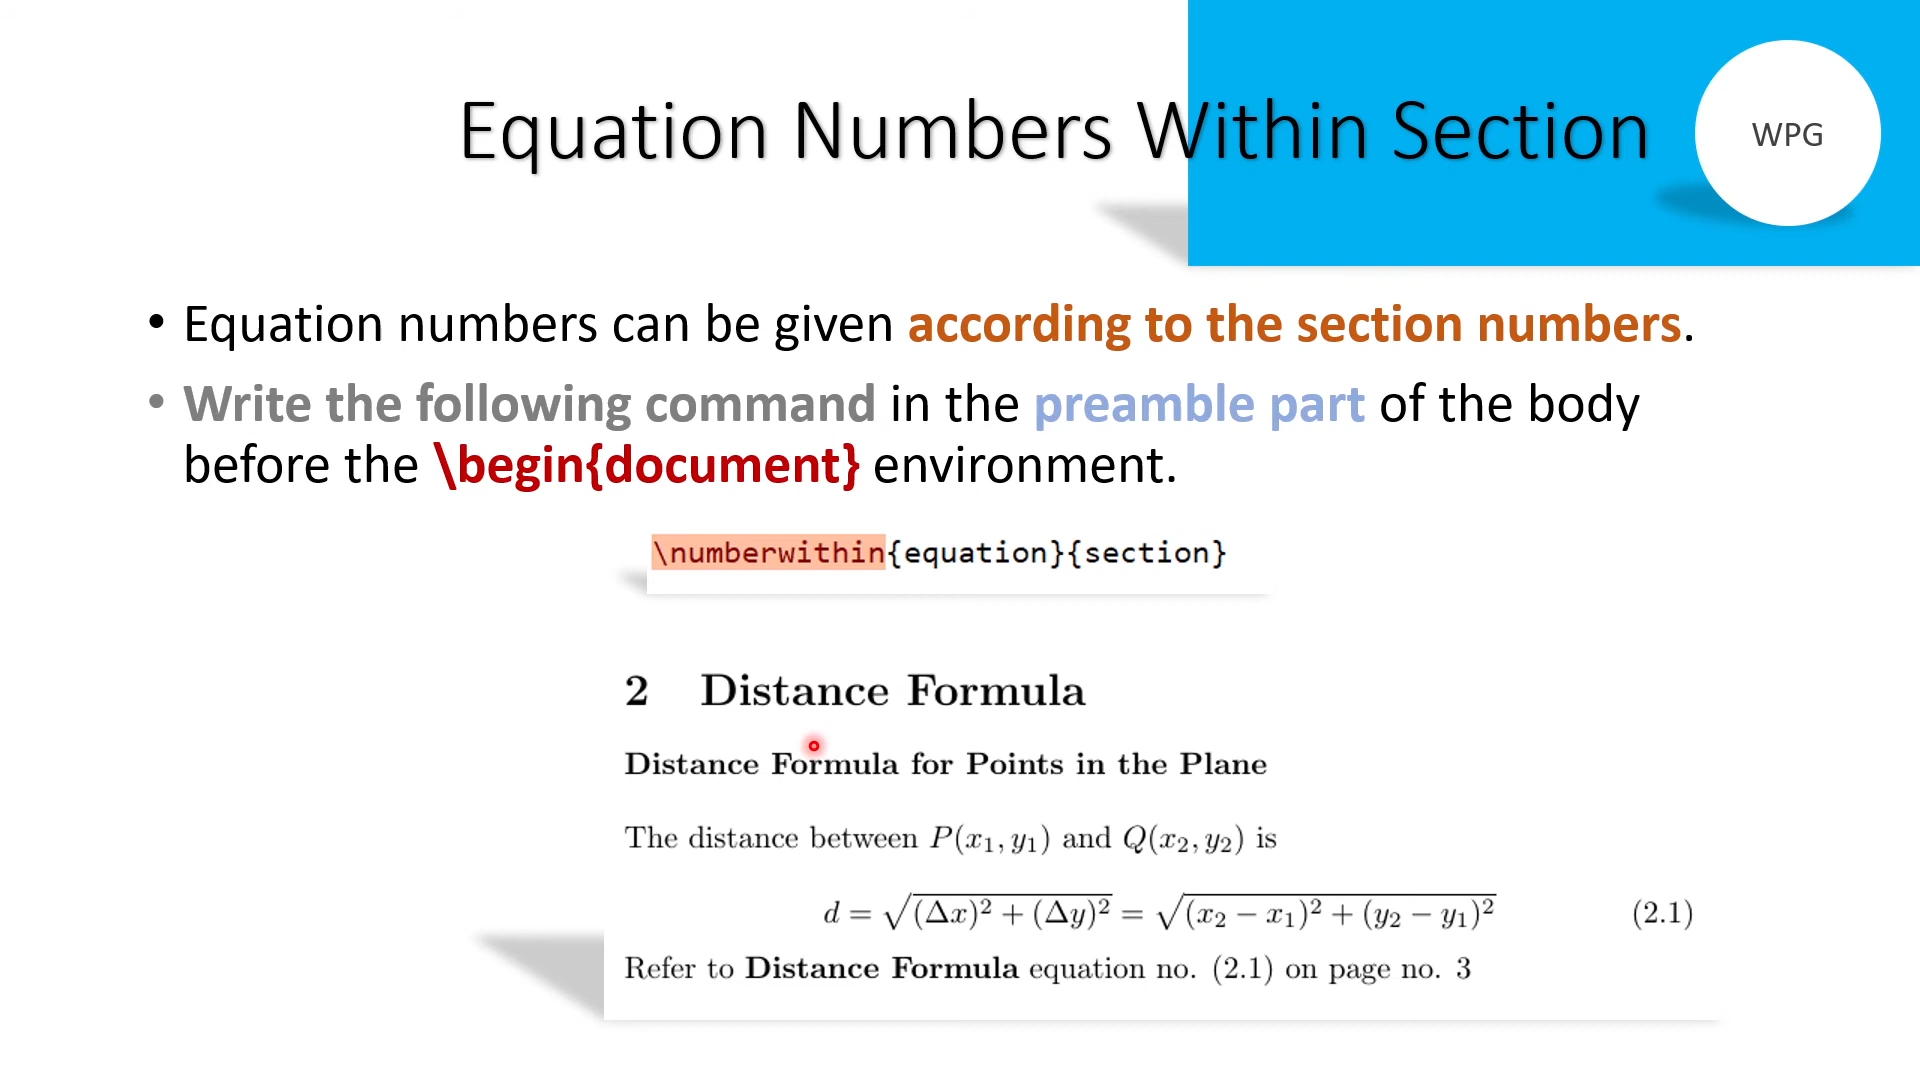 Equation Numbers Within Section
WPG
• Equation numbers can be given according to the section numbers.
• Write the following command in the preamble part of the body
before the \begin{document} environment.
\numberwithin{equation}{section}
2 Distance Formula
Distance Formula for Points in the Plane
The distance between P(x₁, y₁) and Q(x₂, y₂) is
d = √(Δx)² + (Δy)² = √(x₂ − x₁)² + (y₂ − y₁)² (2.1)
Refer to Distance Formula equation no. (2.1) on page no. 3